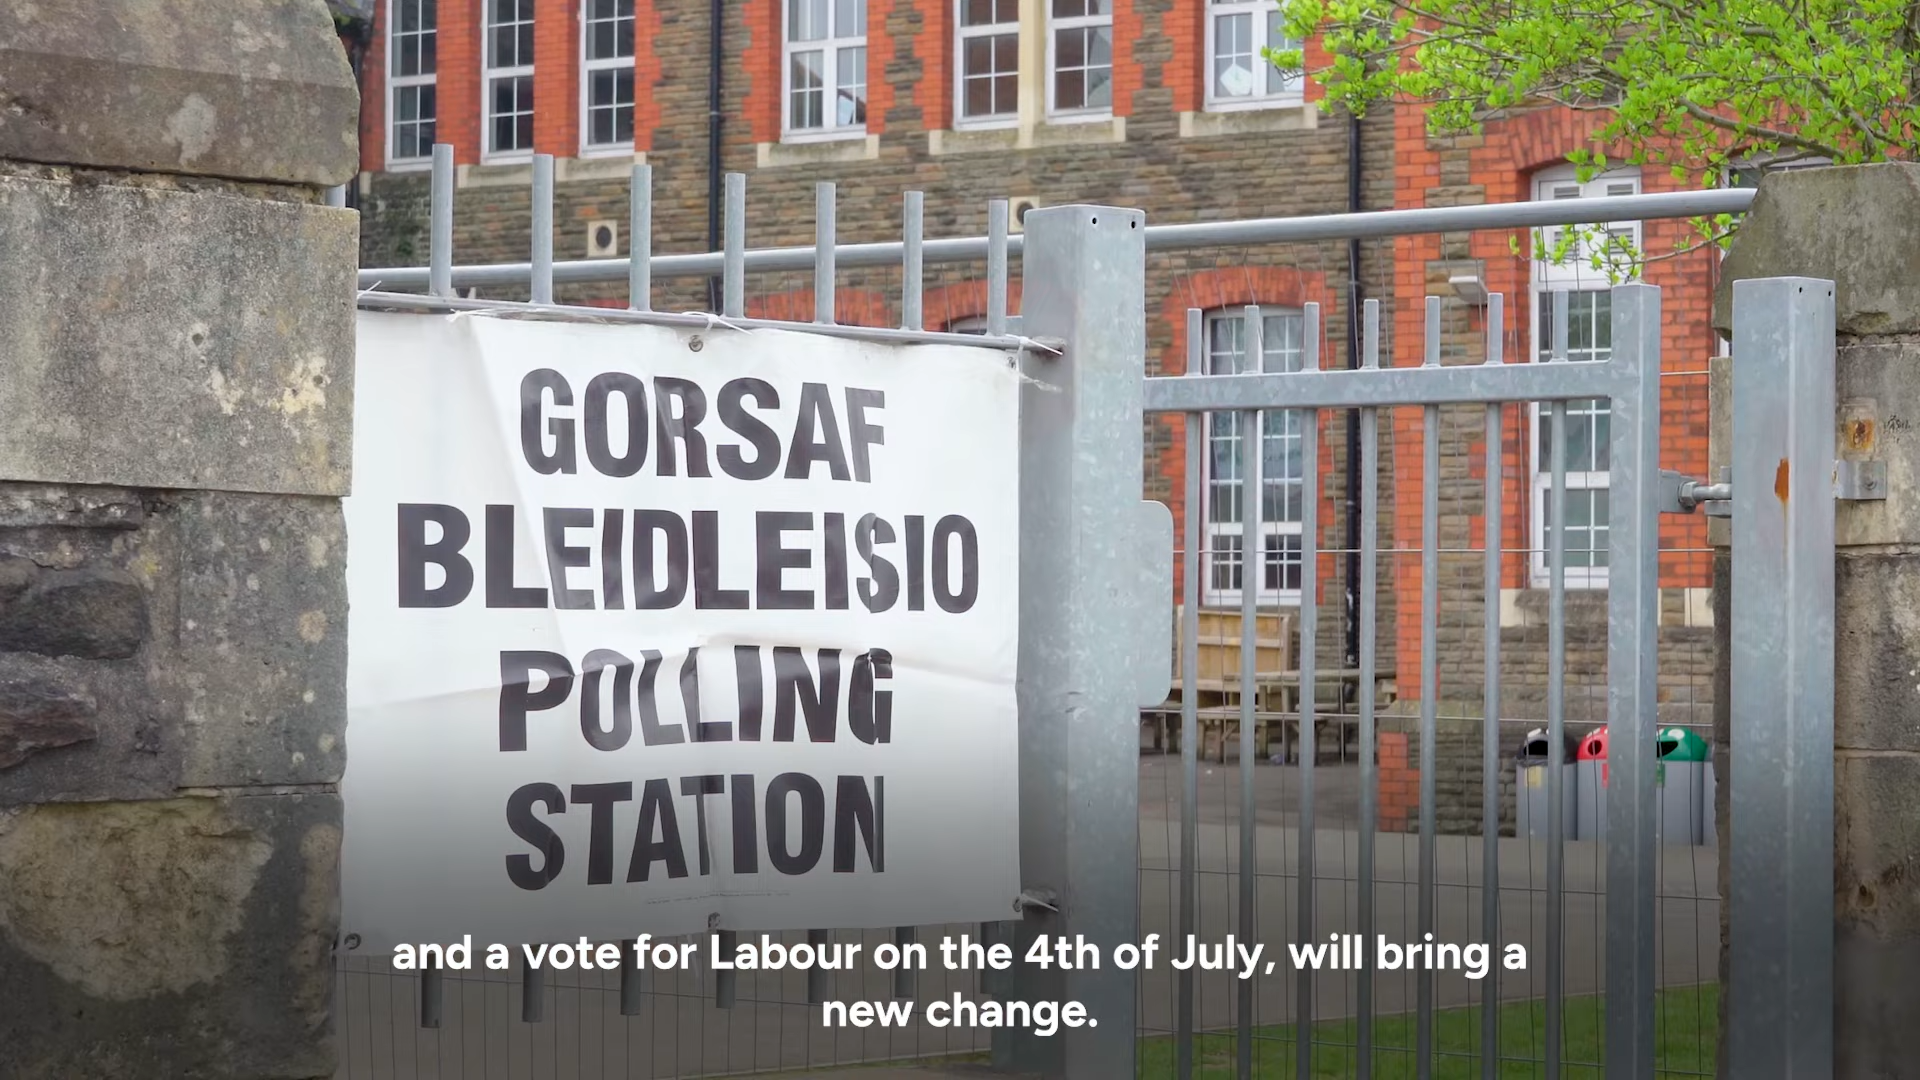 GORSAF
BLEIDLEISIO
POLLING
STATION
and a vote for Labour on the 4th of July, will bring a
new change.